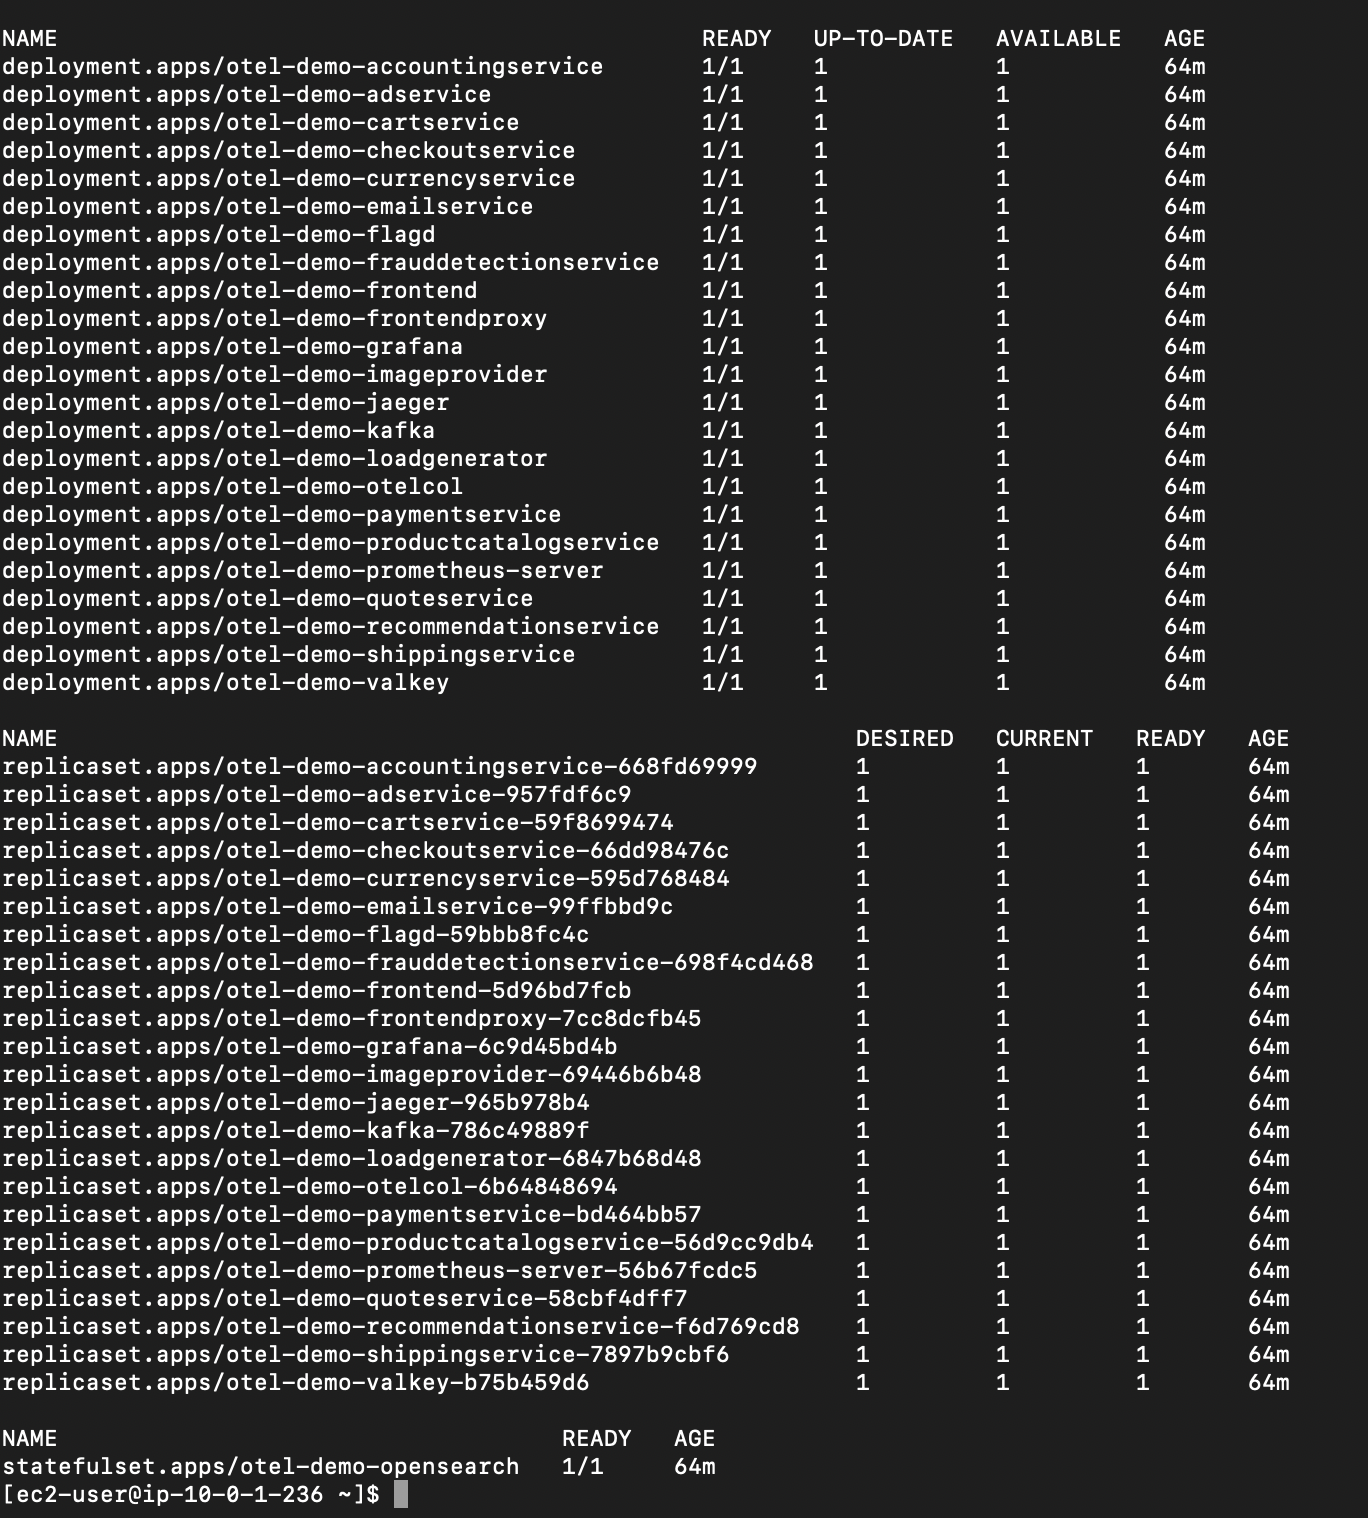 NAME READY UP-TO-DATE AVAILABLE AGE
deployment.apps/otel-demo-accountingservice 1/1 1 1 64m
deployment.apps/otel-demo-adservice 1/1 1 1 64m
deployment.apps/otel-demo-cartservice 1/1 1 1 64m
deployment.apps/otel-demo-checkoutservice 1/1 1 1 64m
deployment.apps/otel-demo-currencyservice 1/1 1 1 64m
deployment.apps/otel-demo-emailservice 1/1 1 1 64m
deployment.apps/otel-demo-flagd 1/1 1 1 64m
deployment.apps/otel-demo-frauddetectionservice 1/1 1 1 64m
deployment.apps/otel-demo-frontend 1/1 1 1 64m
deployment.apps/otel-demo-frontendproxy 1/1 1 1 64m
deployment.apps/otel-demo-grafana 1/1 1 1 64m
deployment.apps/otel-demo-imageprovider 1/1 1 1 64m
deployment.apps/otel-demo-jaeger 1/1 1 1 64m
deployment.apps/otel-demo-kafka 1/1 1 1 64m
deployment.apps/otel-demo-loadgenerator 1/1 1 1 64m
deployment.apps/otel-demo-otelcol 1/1 1 1 64m
deployment.apps/otel-demo-paymentservice 1/1 1 1 64m
deployment.apps/otel-demo-productcatalogservice 1/1 1 1 64m
deployment.apps/otel-demo-prometheus-server 1/1 1 1 64m
deployment.apps/otel-demo-quoteservice 1/1 1 1 64m
deployment.apps/otel-demo-recommendationservice 1/1 1 1 64m
deployment.apps/otel-demo-shippingservice 1/1 1 1 64m
deployment.apps/otel-demo-valkey 1/1 1 1 64m
NAME DESIRED CURRENT READY AGE
replicaset.apps/otel-demo-accountingservice-668fd69999 1 1 1 64m
replicaset.apps/otel-demo-adservice-957fdf6c9 1 1 1 64m
replicaset.apps/otel-demo-cartservice-59f8699474 1 1 1 64m
replicaset.apps/otel-demo-checkoutservice-66dd98476c 1 1 1 64m
replicaset.apps/otel-demo-currencyservice-595d768484 1 1 1 64m
replicaset.apps/otel-demo-emailservice-99ffbbd9c 1 1 1 64m
replicaset.apps/otel-demo-flagd-59bbb8fc4c 1 1 1 64m
replicaset.apps/otel-demo-frauddetectionservice-698f4cd468 1 1 1 64m
replicaset.apps/otel-demo-frontend-5d96bd7fcb 1 1 1 64m
replicaset.apps/otel-demo-frontendproxy-7cc8dcfb45 1 1 1 64m
replicaset.apps/otel-demo-grafana-6c9d45bd4b 1 1 1 64m
replicaset.apps/otel-demo-imageprovider-69446b6b48 1 1 1 64m
replicaset.apps/otel-demo-jaeger-965b978b4 1 1 1 64m
replicaset.apps/otel-demo-kafka-786c49889f 1 1 1 64m
replicaset.apps/otel-demo-loadgenerator-6847b68d48 1 1 1 64m
replicaset.apps/otel-demo-otelcol-6b64848694 1 1 1 64m
replicaset.apps/otel-demo-paymentservice-bd464bb57 1 1 1 64m
replicaset.apps/otel-demo-productcatalogservice-56d9cc9db4 1 1 1 64m
replicaset.apps/otel-demo-prometheus-server-56b67fcdc5 1 1 1 64m
replicaset.apps/otel-demo-quoteservice-58cbf4dff7 1 1 1 64m
replicaset.apps/otel-demo-recommendationservice-f6d769cd8 1 1 1 64m
replicaset.apps/otel-demo-shippingservice-7897b9cbf6 1 1 1 64m
replicaset.apps/otel-demo-valkey-b75b459d6 1 1 1 64m
NAME READY AGE
statefulset.apps/otel-demo-opensearch 1/1 64m
[ec2-user@ip-10-0-1-236 ~]$